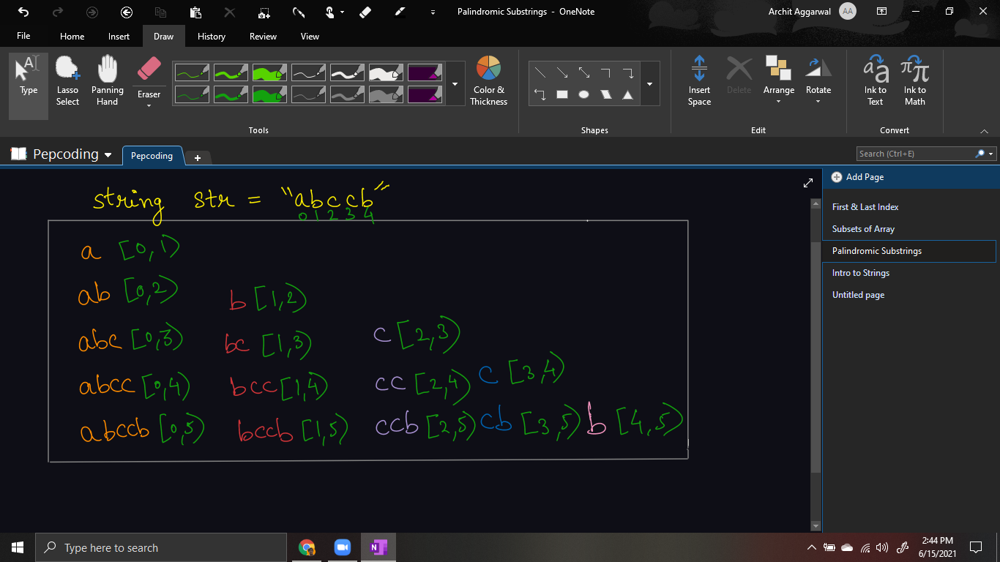 Palindromic Substrings - OneNote
Archit Aggarwal AA
File Home Insert Draw History Review View
Type Lasso Select Panning Hand Eraser Color & Thickness Insert Space Delete Arrange Rotate Ink to Text Ink to Math
Tools Shapes Edit Convert
Pepcoding Pepcoding Search (Ctrl+E)
Add Page
First & Last Index
Subsets of Array
Palindromic Substrings
Intro to Strings
Untitled page
string str = "abccb"
0 1 2 3 4
a [0,1)
ab [0,2) b [1,2)
abc [0,3) bc [1,3) c [2,3)
abcc [0,4) bcc [1,4) cc [2,4) c [3,4)
abccb [0,5) bccb [1,5) ccb [2,5) cb [3,5) b [4,5)
Type here to search
2:44 PM
6/15/2021